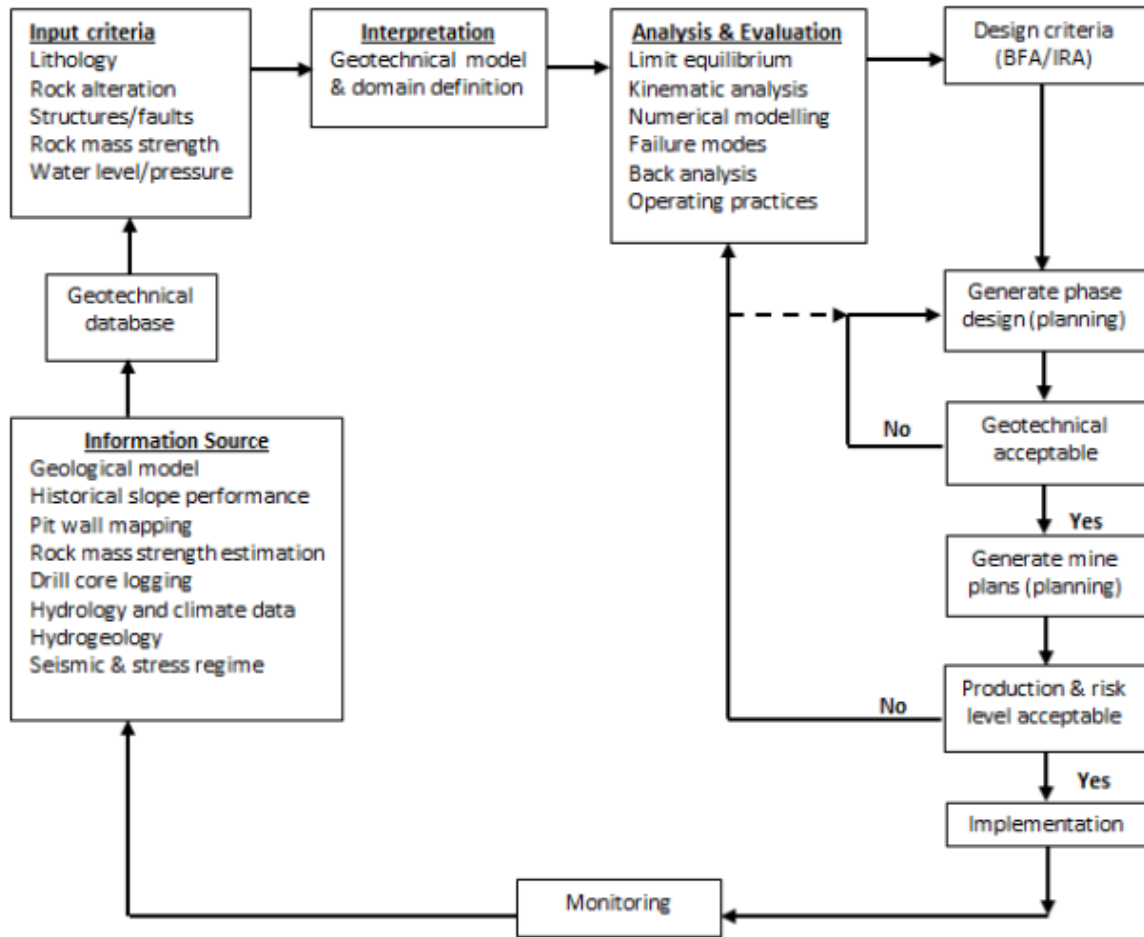 Input criteria
Lithology
Rock alteration
Structures/faults
Rock mass strength
Water level/pressure
Interpretation
Geotechnical model
& domain definition
Analysis & Evaluation
Limit equilibrium
Kinematic analysis
Numerical modelling
Failure modes
Back analysis
Operating practices
Design criteria
(BFA/IRA)
Geotechnical
database
Generate phase
design (planning)
Information Source
Geological model
Historical slope performance
Pit wall mapping
Rock mass strength estimation
Drill core logging
Hydrology and climate data
Hydrogeology
Seismic & stress regime
No
Geotechnical
acceptable
Yes
Generate mine
plans (planning)
No
Production & risk
level acceptable
Yes
Implementation
Monitoring